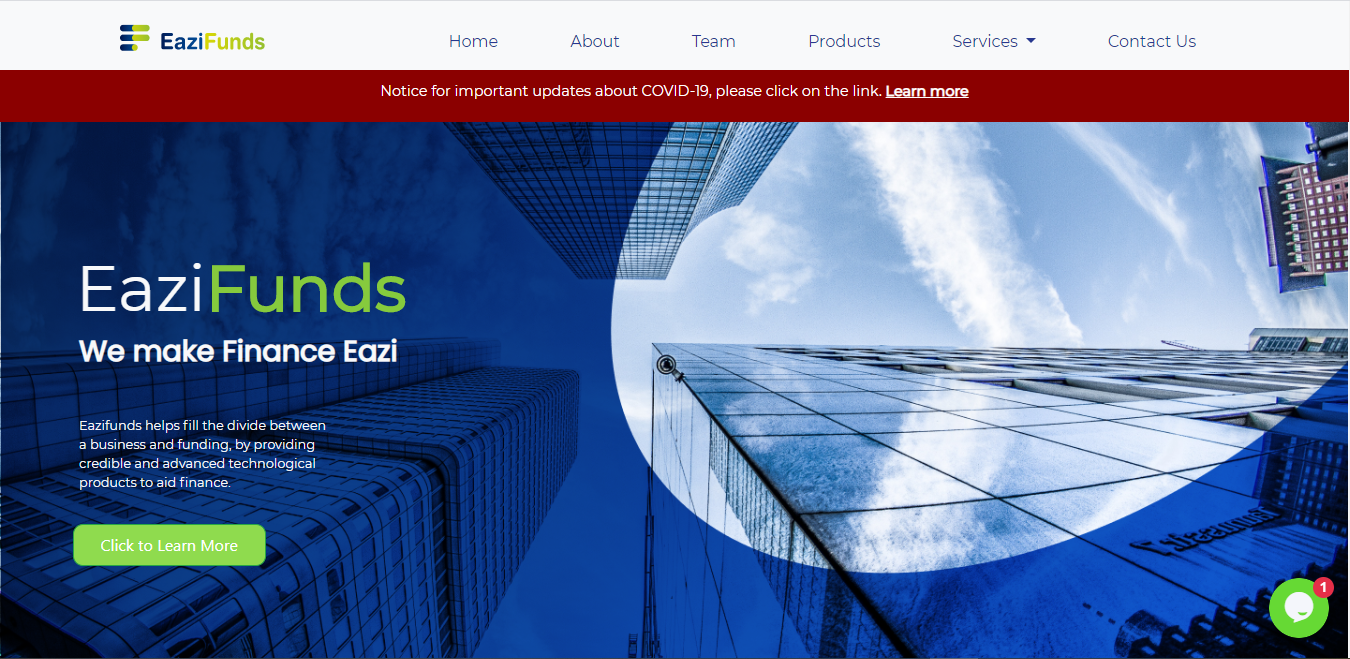 EaziFunds
Home About Team Products Services Contact Us
Notice for important updates about COVID-19, please click on the link. Learn more
EaziFunds
We make Finance Eazi
Eazifunds helps fill the divide between
a business and funding, by providing
credible and advanced technological
products to aid finance.
Click to Learn More
1